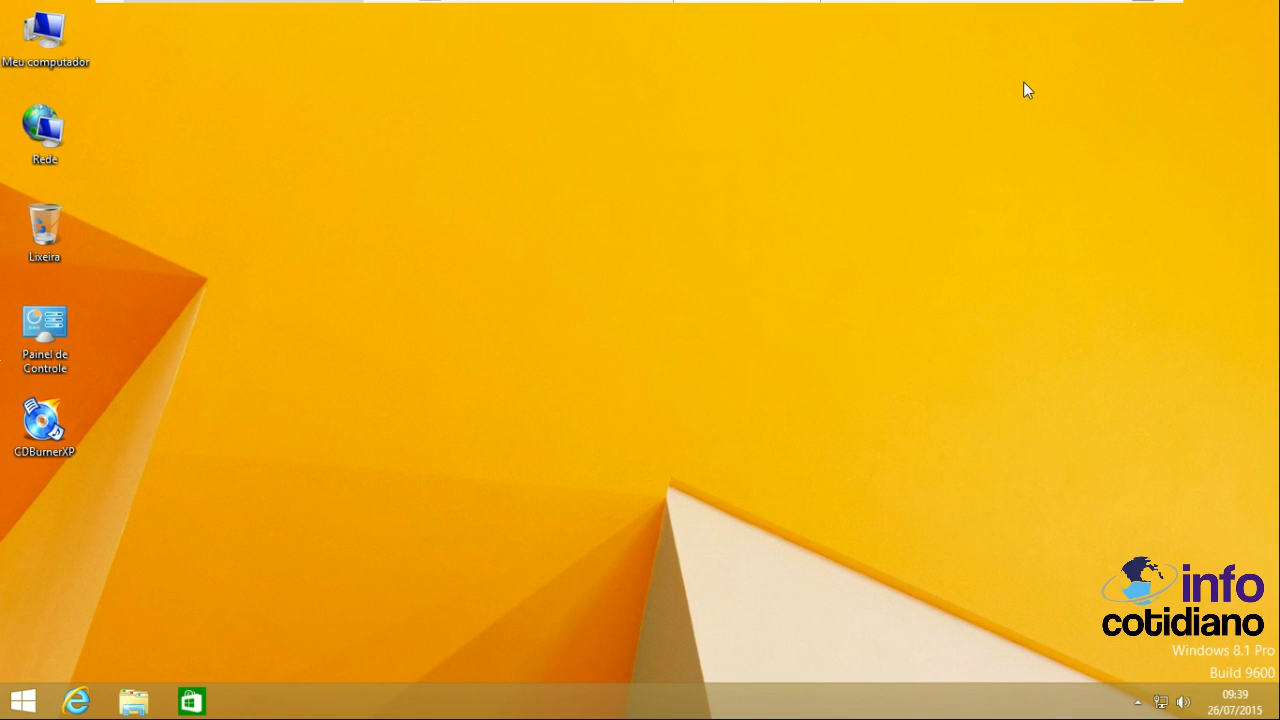 Meu computador
Rede
Lixeira
Painel de
Controle
CDBurnerXP
info
cotidiano
Windows 8.1 Pro
Build 9600
09:39
26/07/2015